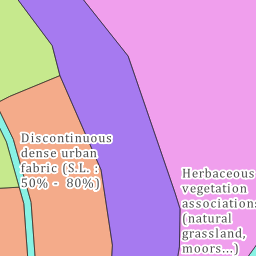 Discontinuous
dense urban
fabric (S.L. :
50% - 80%)
Herbaceous
vegetation
associations
(natural
grassland,
moors...)